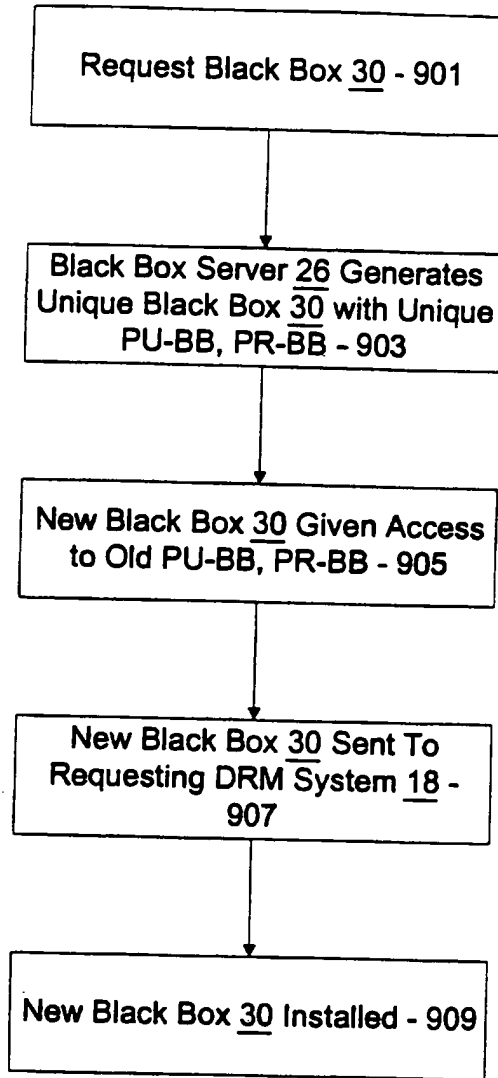 Request Black Box 30 - 901
Black Box Server 26 Generates
Unique Black Box 30 with Unique
PU-BB, PR-BB - 903
New Black Box 30 Given Access
to Old PU-BB, PR-BB - 905
New Black Box 30 Sent To
Requesting DRM System 18 -
907
New Black Box 30 Installed - 909